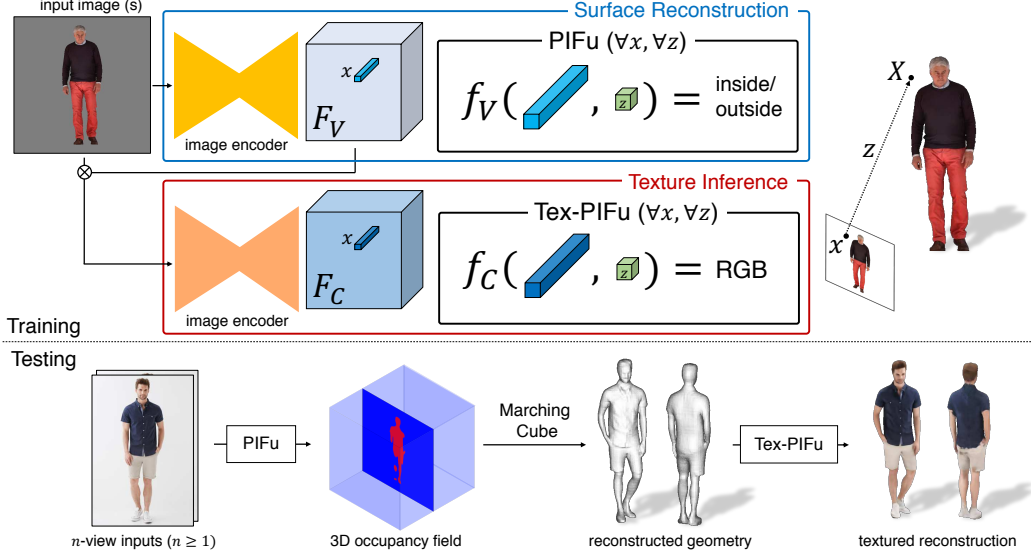 input image (s)
Surface Reconstruction
PIFu (∀x, ∀z)
x
F_V
image encoder
f_V( , z ) = inside/
outside
X
z
x
Texture Inference
Tex-PIFu (∀x, ∀z)
x
F_C
image encoder
f_C( , z ) = RGB
Training
Testing
PIFu
Marching
Cube
Tex-PIFu
n-view inputs (n ≥ 1)
3D occupancy field
reconstructed geometry
textured reconstruction